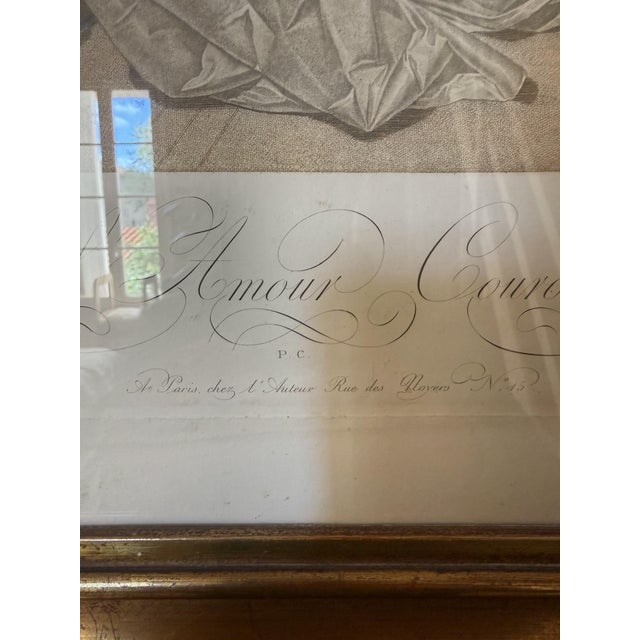 L'Amour Couro
P. C.
A Paris, chez l'Auteur Rue des Noyers N.º 15.